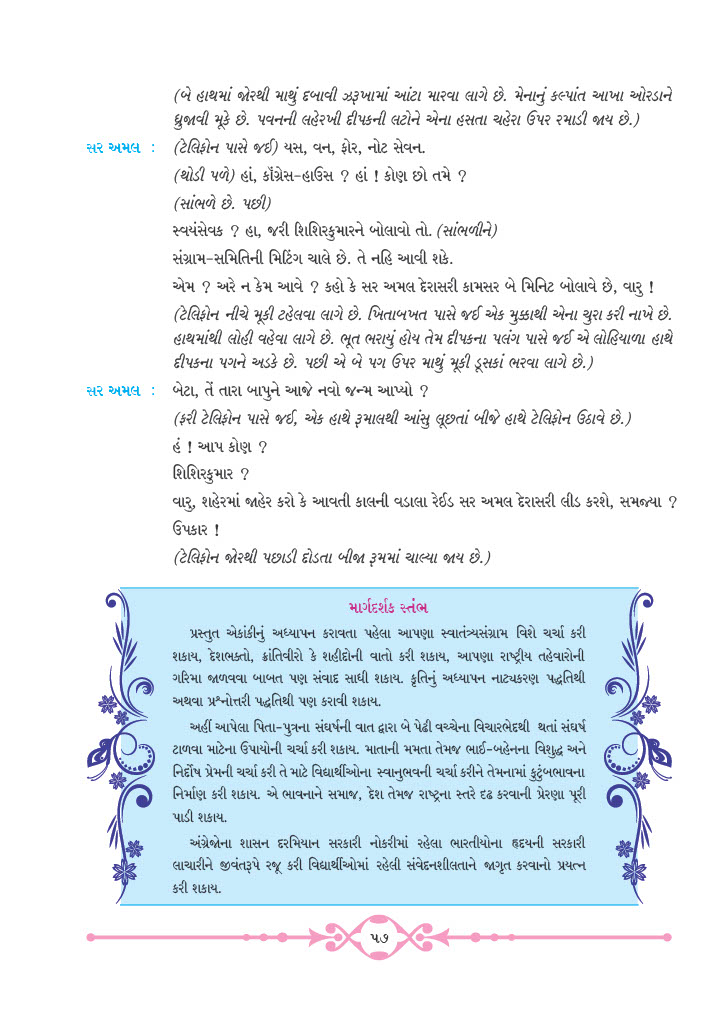 (બે હાથમાં જોરથી માથું દબાવી ઝરૂખામાં આંટા મારવા લાગે છે. મેનાનું કલ્પાંત આખા ઓરડાને
ધ્રુજાવી મૂકે છે. પવનની લહેરખી દીપકની લટોને એના હસતા ચહેરા ઉપર રમાડી જાય છે.)
સર અમલ : (ટેલિફોન પાસે જઈ) યસ, વન, ફોર, નોટ સેવન.
(થોડી પળે) હાં, કૉંગ્રેસ-હાઉસ ? હાં ! કોણ છો તમે ?
(સાંભળે છે. પછી)
સ્વયંસેવક ? હા, જરી શિશિરકુમારને બોલાવો તો. (સાંભળીને)
સંગ્રામ-સમિતિની મિટિંગ ચાલે છે. તે નહિ આવી શકે.
એમ ? અરે ન કેમ આવે ? કહો કે સર અમલ દેરાસરી કામસર બે મિનિટ બોલાવે છે, વારુ !
(ટેલિફોન નીચે મૂકી ટહેલવા લાગે છે. ખિતાબખત પાસે જઈ એક મુક્કાથી એના ચુરા કરી નાખે છે.
હાથમાંથી લોહી વહેવા લાગે છે. ભૂત ભરાયું હોય તેમ દીપકના પલંગ પાસે જઈ એ લોહિયાળા હાથે
દીપકના પગને અડકે છે. પછી એ બે પગ ઉપર માથું મૂકી ડૂસકાં ભરવા લાગે છે.)
સર અમલ : બેટા, તેં તારા બાપુને આજે નવો જન્મ આપ્યો ?
(ફરી ટેલિફોન પાસે જઈ, એક હાથે રૂમાલથી આંસુ લૂછતાં બીજે હાથે ટેલિફોન ઉઠાવે છે.)
હં ! આપ કોણ ?
શિશિરકુમાર ?
વારુ, શહેરમાં જાહેર કરો કે આવતી કાલની વડાલા રેઈડ સર અમલ દેરાસરી લીડ કરશે, સમજ્યા ?
ઉપકાર !
(ટેલિફોન જોરથી પછાડી દોડતા બીજા રૂમમાં ચાલ્યા જાય છે.)
માર્ગદર્શક સ્તંભ
પ્રસ્તુત એકાંકીનું અધ્યાપન કરાવતા પહેલા આપણા સ્વાતંત્ર્યસંગ્રામ વિશે ચર્ચા કરી
શકાય, દેશભક્તો, ક્રાંતિવીરો કે શહીદોની વાતો કરી શકાય, આપણા રાષ્ટ્રીય તહેવારોની
ગરિમા જાળવવા બાબત પણ સંવાદ સાધી શકાય. કૃતિનું અધ્યાપન નાટ્યકરણ પદ્ધતિથી
અથવા પ્રશ્નોત્તરી પદ્ધતિથી પણ કરાવી શકાય.
અહીં આપેલા પિતા-પુત્રના સંઘર્ષની વાત દ્વારા બે પેઢી વચ્ચેના વિચારભેદથી થતાં સંઘર્ષ
ટાળવા માટેના ઉપાયોની ચર્ચા કરી શકાય. માતાની મમતા તેમજ ભાઈ-બહેનના વિશુદ્ધ અને
નિર્દોષ પ્રેમની ચર્ચા કરી તે માટે વિદ્યાર્થીઓના સ્વાનુભવની ચર્ચા કરીને તેમનામાં કુટુંબભાવના
નિર્માણ કરી શકાય. એ ભાવનાને સમાજ, દેશ તેમજ રાષ્ટ્રના સ્તરે દૃઢ કરવાની પ્રેરણા પૂરી
પાડી શકાય.
અંગ્રેજોના શાસન દરમિયાન સરકારી નોકરીમાં રહેલા ભારતીયોના હૃદયની સરકારી
લાચારીને જીવંતરૂપે રજૂ કરી વિદ્યાર્થીઓમાં રહેલી સંવેદનશીલતાને જાગૃત કરવાનો પ્રયત્ન
કરી શકાય.
૫૭